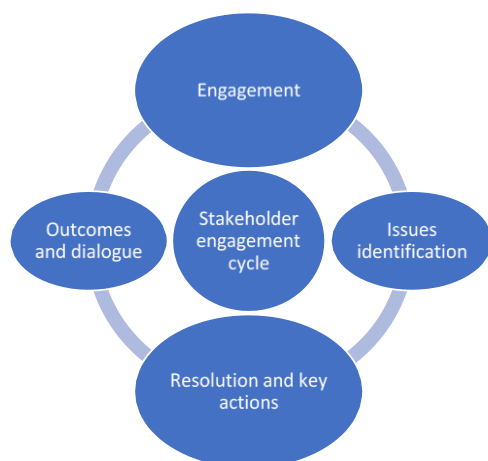 Engagement
Outcomes
and dialogue
Stakeholder
engagement
cycle
Issues
identification
Resolution and key
actions